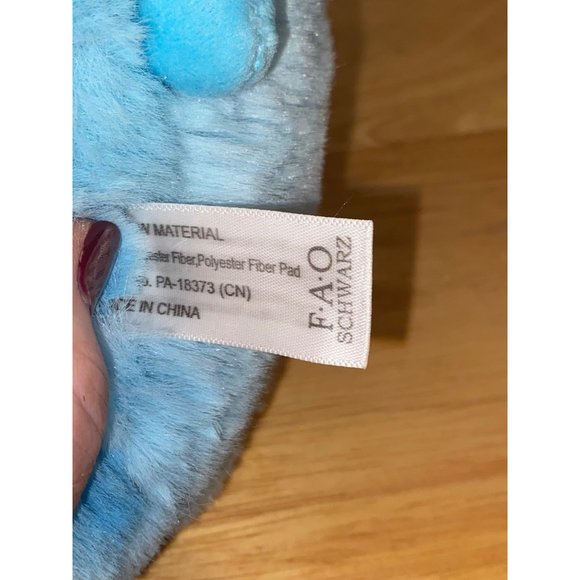 MATERIAL
Fiber,Polyester Fiber Pad
PA-18373 (CN)
IN CHINA
F·A·O
SCHWARZ